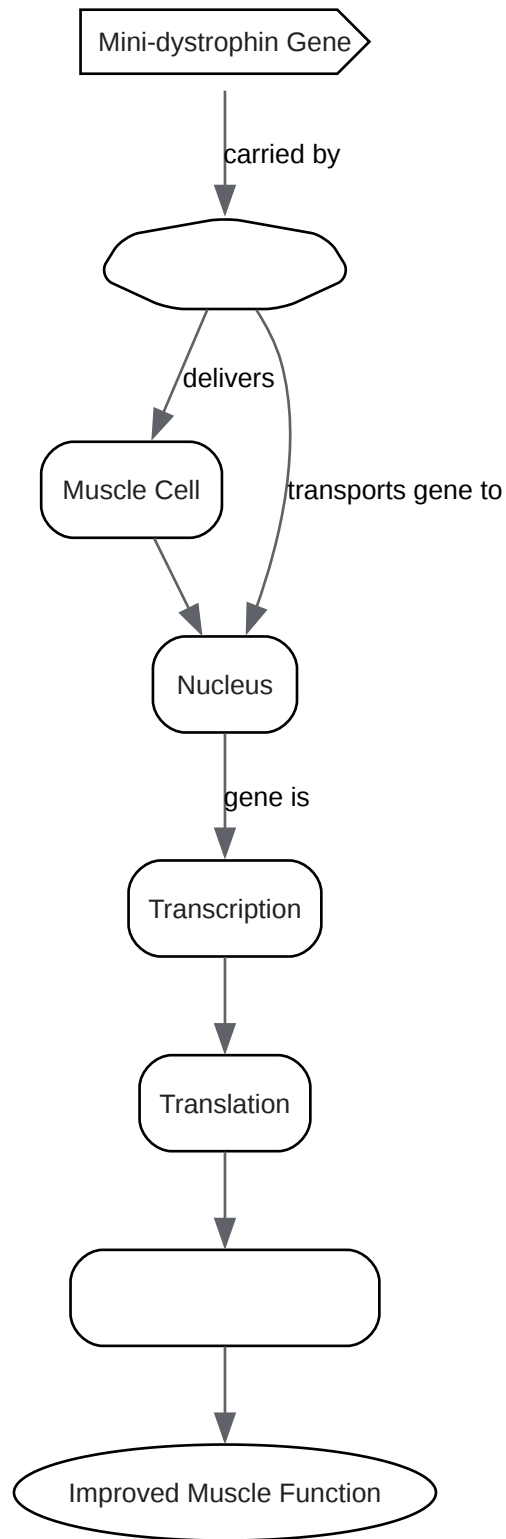 Mini-dystrophin Gene
carried by
delivers
Muscle Cell
transports gene to
Nucleus
gene is
Transcription
Translation
Improved Muscle Function